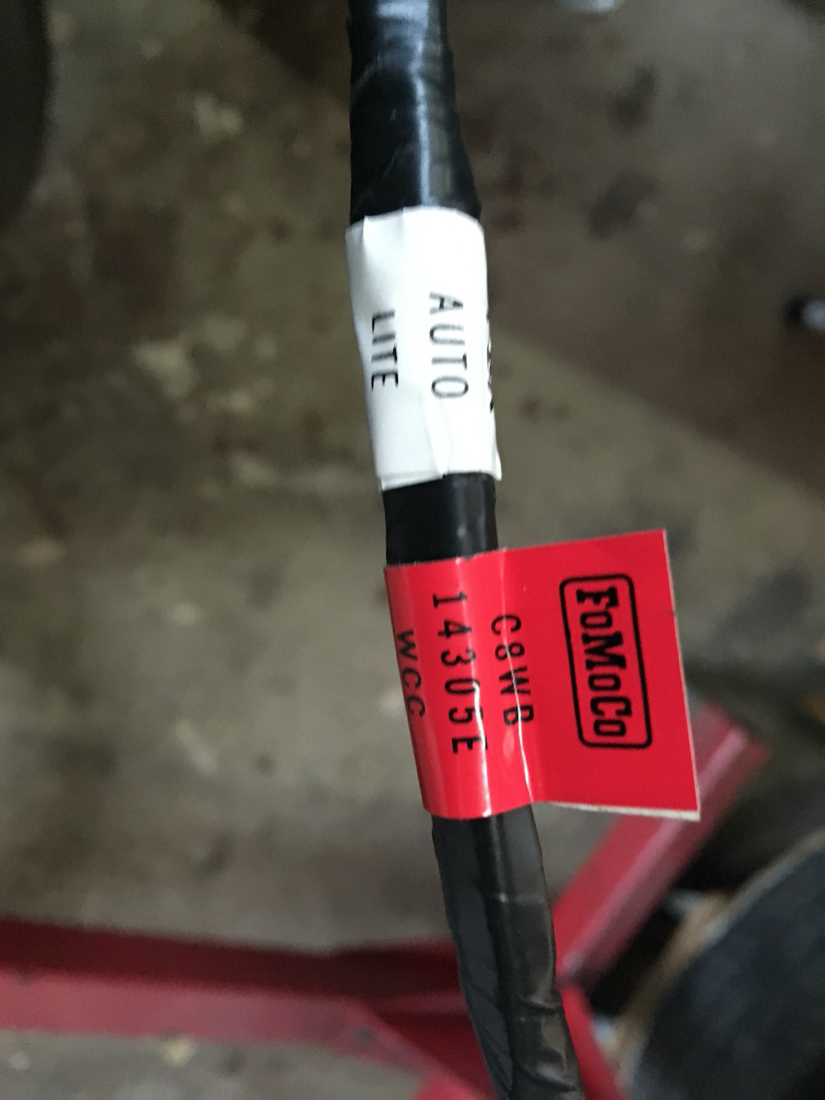 AUTO
LITE
FoMoCo
C8WB
14305E
WCC